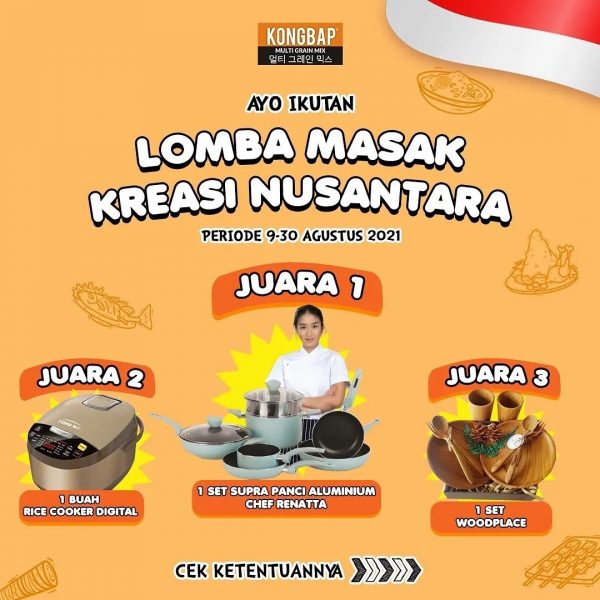 KONGBAP
MULTI GRAIN MIX
멀티 그레인 믹스
AYO IKUTAN
LOMBA MASAK
KREASI NUSANTARA
PERIODE 9-30 AGUSTUS 2021
JUARA 1
JUARA 2
JUARA 3
1 BUAH
RICE COOKER DIGITAL
1 SET SUPRA PANCI ALUMINIUM
CHEF RENATTA
1 SET
WOODPLACE
CEK KETENTUANNYA